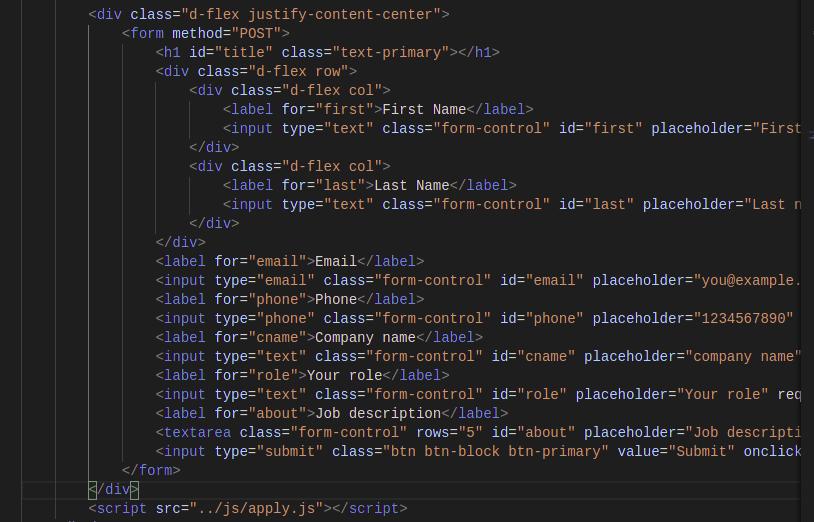 <div class="d-flex justify-content-center">
<form method="POST">
<h1 id="title" class="text-primary"></h1>
<div class="d-flex row">
<div class="d-flex col">
<label for="first">First Name</label>
<input type="text" class="form-control" id="first" placeholder="First
</div>
<div class="d-flex col">
<label for="last">Last Name</label>
<input type="text" class="form-control" id="last" placeholder="Last n
</div>
</div>
<label for="email">Email</label>
<input type="email" class="form-control" id="email" placeholder="you@example.
<label for="phone">Phone</label>
<input type="phone" class="form-control" id="phone" placeholder="1234567890"
<label for="cname">Company name</label>
<input type="text" class="form-control" id="cname" placeholder="company name"
<label for="role">Your role</label>
<input type="text" class="form-control" id="role" placeholder="Your role" req
<label for="about">Job description</label>
<textarea class="form-control" rows="5" id="about" placeholder="Job descripti
<input type="submit" class="btn btn-block btn-primary" value="Submit" onclick
</form>
</div>
<script src="../js/apply.js"></script>